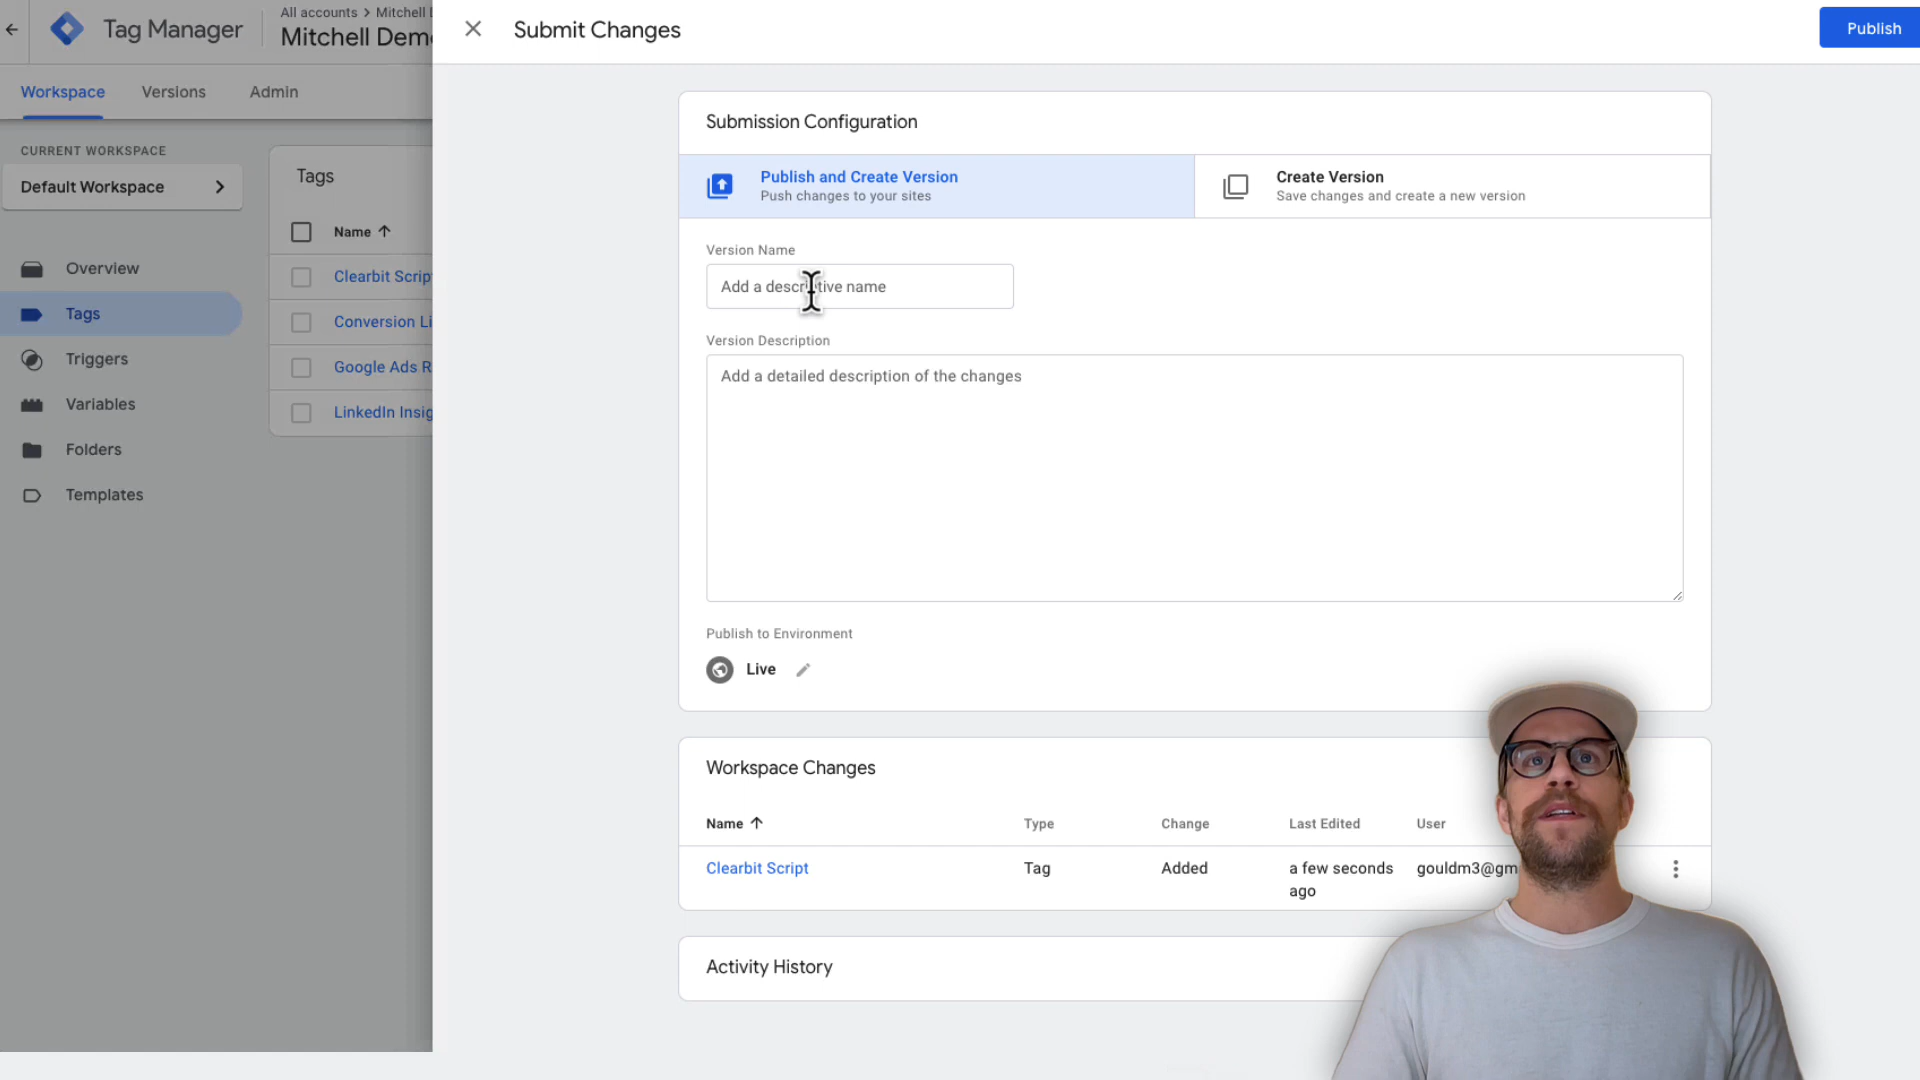 Tag Manager
All accounts > Mitchell
Mitchell Dem
Submit Changes
Publish
Workspace
Versions
Admin
CURRENT WORKSPACE
Default Workspace
Overview
Tags
Triggers
Variables
Folders
Templates
Tags
Name
Clearbit Scrip
Conversion Li
Google Ads R
LinkedIn Insig
Submission Configuration
Publish and Create Version
Push changes to your sites
Create Version
Save changes and create a new version
Version Name
Add a descriptive name
Version Description
Add a detailed description of the changes
Publish to Environment
Live
Workspace Changes
Name Type Change Last Edited User
Clearbit Script Tag Added a few seconds gouldm3@gm
ago
Activity History